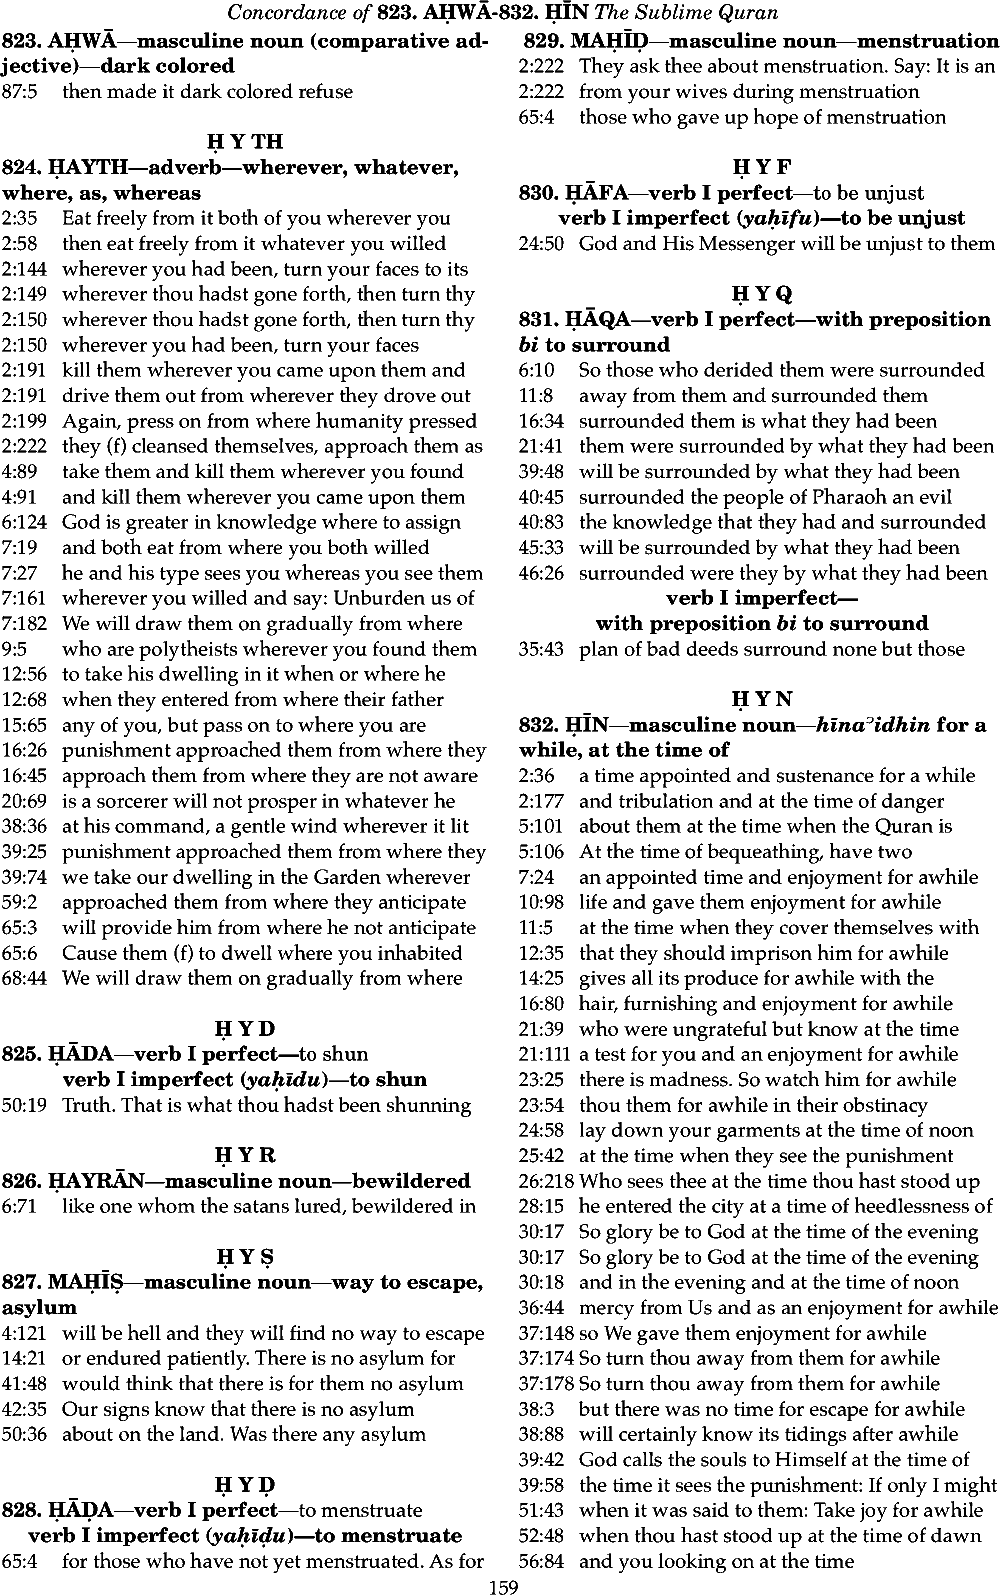 Concordance of 823. AḤWĀ-832. ḤĪN The Sublime Quran
823. AḤWĀ—masculine noun (comparative ad-
jective)—dark colored
87:5 then made it dark colored refuse
Ḥ Y TH
824. ḤAYTH—adverb—wherever, whatever,
where, as, whereas
2:35 Eat freely from it both of you wherever you
2:58 then eat freely from it whatever you willed
2:144 wherever you had been, turn your faces to its
2:149 wherever thou hadst gone forth, then turn thy
2:150 wherever thou hadst gone forth, then turn thy
2:150 wherever you had been, turn your faces
2:191 kill them wherever you came upon them and
2:191 drive them out from wherever they drove out
2:199 Again, press on from where humanity pressed
2:222 they (f) cleansed themselves, approach them as
4:89 take them and kill them wherever you found
4:91 and kill them wherever you came upon them
6:124 God is greater in knowledge where to assign
7:19 and both eat from where you both willed
7:27 he and his type sees you whereas you see them
7:161 wherever you willed and say: Unburden us of
7:182 We will draw them on gradually from where
9:5 who are polytheists wherever you found them
12:56 to take his dwelling in it when or where he
12:68 when they entered from where their father
15:65 any of you, but pass on to where you are
16:26 punishment approached them from where they
16:45 approach them from where they are not aware
20:69 is a sorcerer will not prosper in whatever he
38:36 at his command, a gentle wind wherever it lit
39:25 punishment approached them from where they
39:74 we take our dwelling in the Garden wherever
59:2 approached them from where they anticipate
65:3 will provide him from where he not anticipate
65:6 Cause them (f) to dwell where you inhabited
68:44 We will draw them on gradually from where
Ḥ Y D
825. ḤĀDA—verb I perfect—to shun
verb I imperfect (yaḥīdu)—to shun
50:19 Truth. That is what thou hadst been shunning
Ḥ Y R
826. ḤAYRĀN—masculine noun—bewildered
6:71 like one whom the satans lured, bewildered in
Ḥ Y Ṣ
827. MAḤĪṢ—masculine noun—way to escape,
asylum
4:121 will be hell and they will find no way to escape
14:21 or endured patiently. There is no asylum for
41:48 would think that there is for them no asylum
42:35 Our signs know that there is no asylum
50:36 about on the land. Was there any asylum
Ḥ Y Ḍ
828. ḤĀḌA—verb I perfect—to menstruate
verb I imperfect (yaḥīḍu)—to menstruate
65:4 for those who have not yet menstruated. As for
829. MAḤĪḌ—masculine noun—menstruation
2:222 They ask thee about menstruation. Say: It is an
2:222 from your wives during menstruation
65:4 those who gave up hope of menstruation
Ḥ Y F
830. ḤĀFA—verb I perfect—to be unjust
verb I imperfect (yaḥīfu)—to be unjust
24:50 God and His Messenger will be unjust to them
Ḥ Y Q
831. ḤĀQA—verb I perfect—with preposition
bi to surround
6:10 So those who derided them were surrounded
11:8 away from them and surrounded them
16:34 surrounded them is what they had been
21:41 them were surrounded by what they had been
39:48 will be surrounded by what they had been
40:45 surrounded the people of Pharaoh an evil
40:83 the knowledge that they had and surrounded
45:33 will be surrounded by what they had been
46:26 surrounded were they by what they had been
verb I imperfect—
with preposition bi to surround
35:43 plan of bad deeds surround none but those
Ḥ Y N
832. ḤĪN—masculine noun—hīnaʾidhin for a
while, at the time of
2:36 a time appointed and sustenance for a while
2:177 and tribulation and at the time of danger
5:101 about them at the time when the Quran is
5:106 At the time of bequeathing, have two
7:24 an appointed time and enjoyment for awhile
10:98 life and gave them enjoyment for awhile
11:5 at the time when they cover themselves with
12:35 that they should imprison him for awhile
14:25 gives all its produce for awhile with the
16:80 hair, furnishing and enjoyment for awhile
21:39 who were ungrateful but know at the time
21:111 a test for you and an enjoyment for awhile
23:25 there is madness. So watch him for awhile
23:54 thou them for awhile in their obstinacy
24:58 lay down your garments at the time of noon
25:42 at the time when they see the punishment
26:218 Who sees thee at the time thou hast stood up
28:15 he entered the city at a time of heedlessness of
30:17 So glory be to God at the time of the evening
30:17 So glory be to God at the time of the evening
30:18 and in the evening and at the time of noon
36:44 mercy from Us and as an enjoyment for awhile
37:148 so We gave them enjoyment for awhile
37:174 So turn thou away from them for awhile
37:178 So turn thou away from them for awhile
38:3 but there was no time for escape for awhile
38:88 will certainly know its tidings after awhile
39:42 God calls the souls to Himself at the time of
39:58 the time it sees the punishment: If only I might
51:43 when it was said to them: Take joy for awhile
52:48 when thou hast stood up at the time of dawn
56:84 and you looking on at the time
159